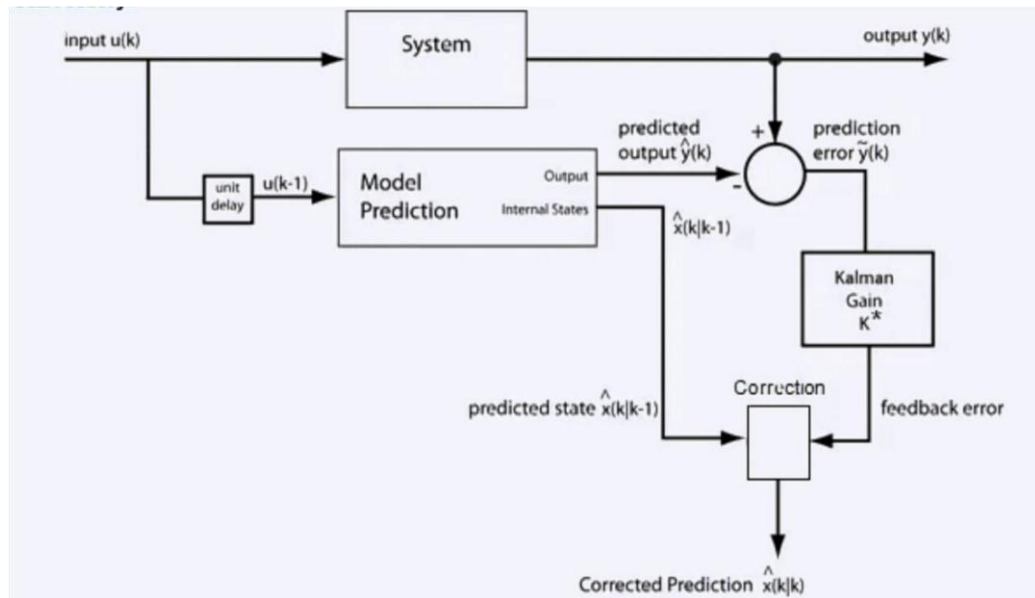 input u(k)
System
output y(k)
predicted
output ŷ(k)
+
prediction
error ỹ(k)
-
unit
delay
u(k-1)
Model
Prediction
Output
Internal States
x̂(k|k-1)
Kalman
Gain
K*
Correction
predicted state x̂(k|k-1)
feedback error
Corrected Prediction x̂(k|k)